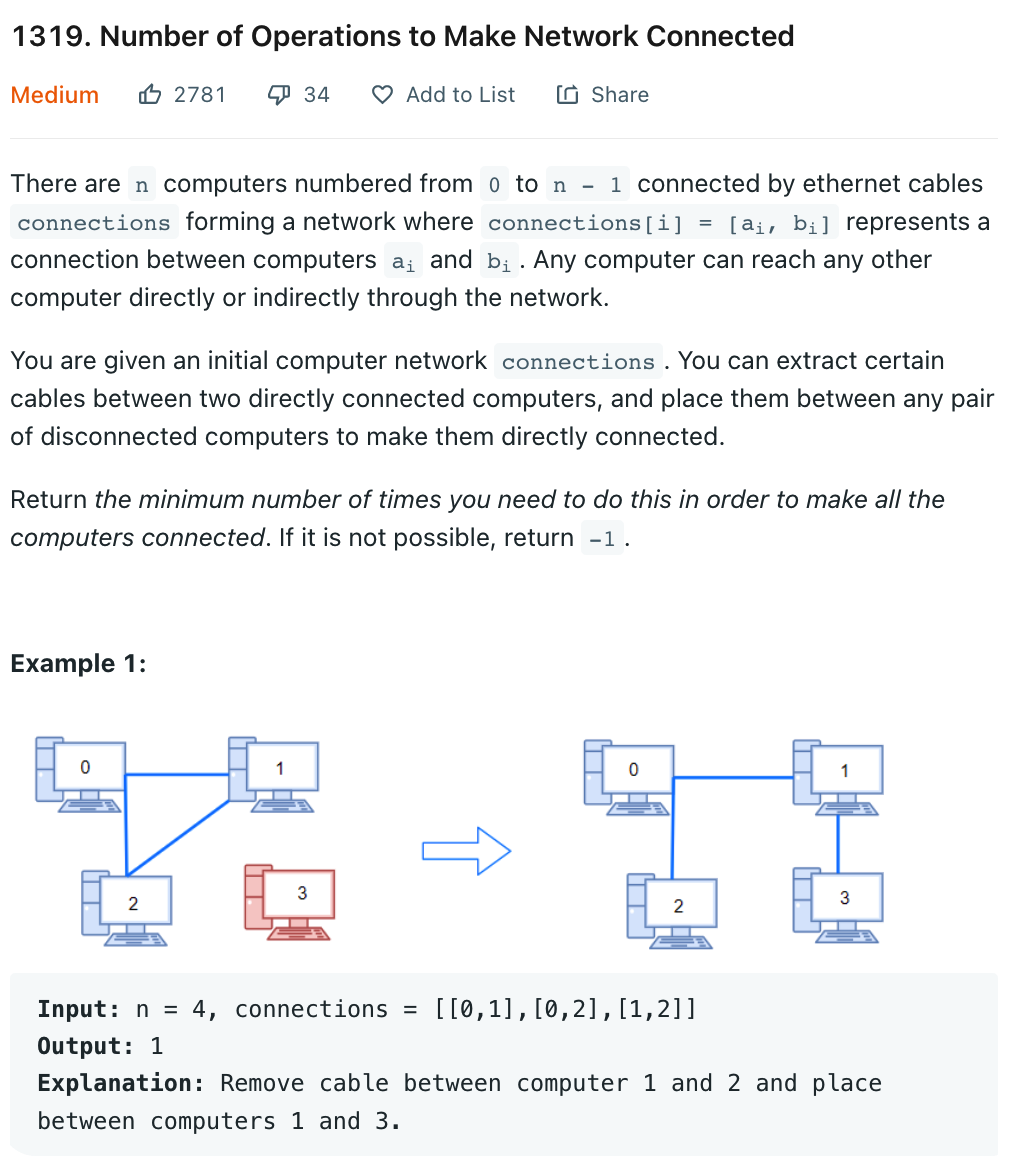 1319. Number of Operations to Make Network Connected
Medium 2781 34 Add to List Share
There are n computers numbered from 0 to n - 1 connected by ethernet cables
connections forming a network where connections[i] = [aᵢ, bᵢ] represents a
connection between computers aᵢ and bᵢ. Any computer can reach any other
computer directly or indirectly through the network.
You are given an initial computer network connections. You can extract certain
cables between two directly connected computers, and place them between any pair
of disconnected computers to make them directly connected.
Return the minimum number of times you need to do this in order to make all the
computers connected. If it is not possible, return -1.
Example 1:
0 1 0 1
2 3 2 3
Input: n = 4, connections = [[0,1],[0,2],[1,2]]
Output: 1
Explanation: Remove cable between computer 1 and 2 and place
between computers 1 and 3.